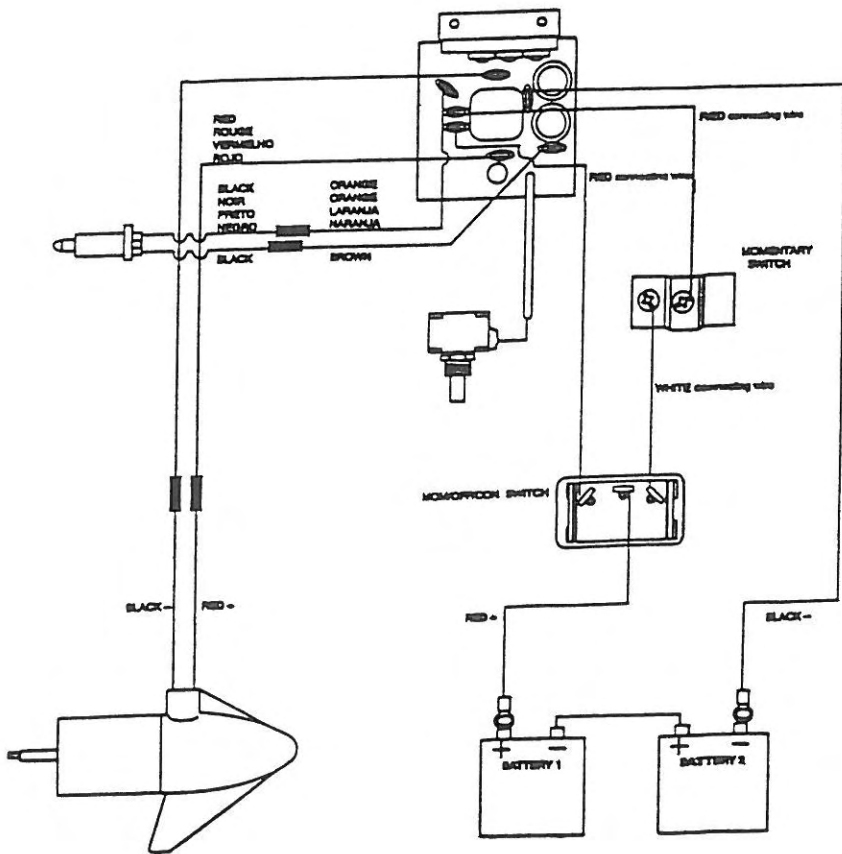 RED
ROUGE
VERMELHO
ROJO
RED connecting wire
RED connecting wire
BLACK
NOIR
PRETO
NEGRO
ORANGE
ORANGE
LARANJA
NARANJA
BLACK
BROWN
MOMENTARY
SWITCH
WHITE connecting wire
MOM/OFF/CON SWITCH
BLACK –
RED +
RED +
BLACK –
+ –
BATTERY 1
+ –
BATTERY 2